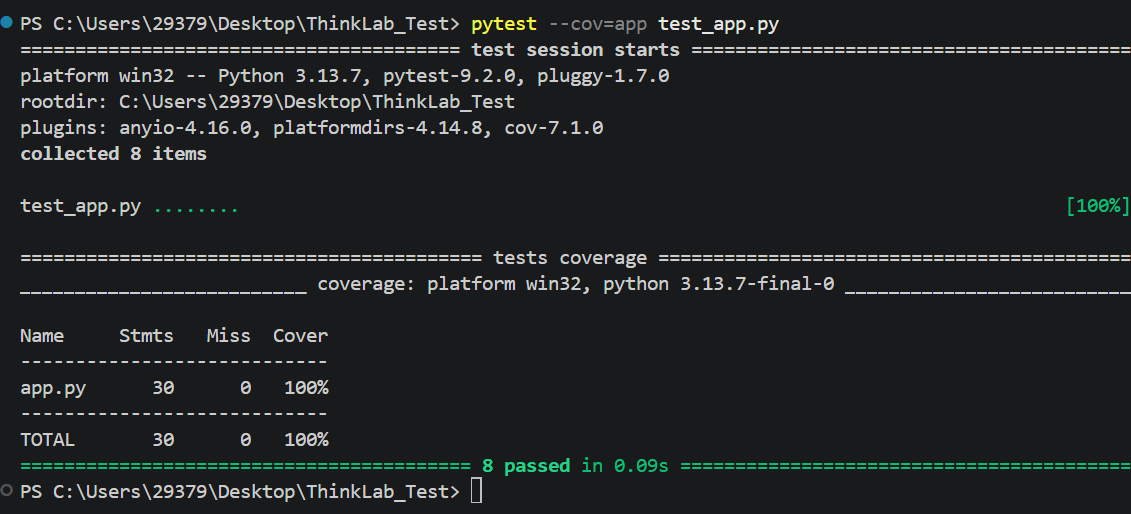 PS C:\Users\29379\Desktop\ThinkLab_Test> pytest --cov=app test_app.py
======================================== test session starts ========================================
platform win32 -- Python 3.13.7, pytest-9.2.0, pluggy-1.7.0
rootdir: C:\Users\29379\Desktop\ThinkLab_Test
plugins: anyio-4.16.0, platformdirs-4.14.8, cov-7.1.0
collected 8 items
test_app.py ........ [100%]
========================================== tests coverage ===========================================
__________________________ coverage: platform win32, python 3.13.7-final-0 __________________________
Name     Stmts   Miss  Cover
----------------------------
app.py      30      0   100%
----------------------------
TOTAL       30      0   100%
========================================= 8 passed in 0.09s =========================================
PS C:\Users\29379\Desktop\ThinkLab_Test>